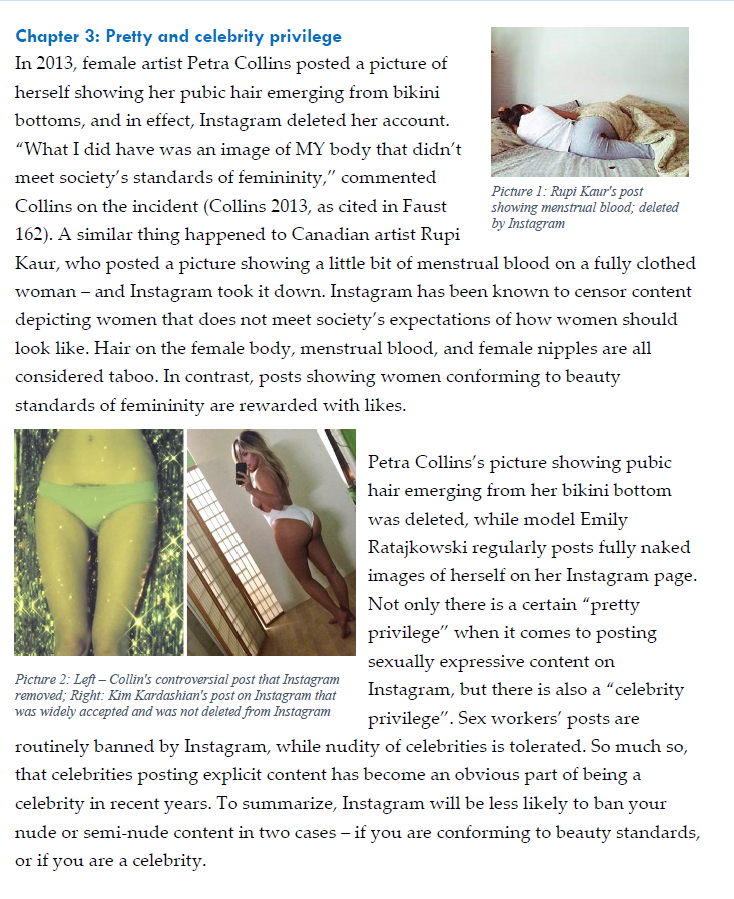 Chapter 3: Pretty and celebrity privilege
In 2013, female artist Petra Collins posted a picture of
herself showing her pubic hair emerging from bikini
bottoms, and in effect, Instagram deleted her account.
“What I did have was an image of MY body that didn’t
meet society’s standards of femininity,” commented
Collins on the incident (Collins 2013, as cited in Faust
162). A similar thing happened to Canadian artist Rupi
Picture 1: Rupi Kaur's post
showing menstrual blood; deleted
by Instagram
Kaur, who posted a picture showing a little bit of menstrual blood on a fully clothed
woman – and Instagram took it down. Instagram has been known to censor content
depicting women that does not meet society’s expectations of how women should
look like. Hair on the female body, menstrual blood, and female nipples are all
considered taboo. In contrast, posts showing women conforming to beauty
standards of femininity are rewarded with likes.
Petra Collins’s picture showing pubic
hair emerging from her bikini bottom
was deleted, while model Emily
Ratajkowski regularly posts fully naked
images of herself on her Instagram page.
Not only there is a certain “pretty
privilege” when it comes to posting
sexually expressive content on
Instagram, but there is also a “celebrity
privilege”. Sex workers’ posts are
Picture 2: Left – Collin's controversial post that Instagram
removed; Right: Kim Kardashian's post on Instagram that
was widely accepted and was not deleted from Instagram
routinely banned by Instagram, while nudity of celebrities is tolerated. So much so,
that celebrities posting explicit content has become an obvious part of being a
celebrity in recent years. To summarize, Instagram will be less likely to ban your
nude or semi-nude content in two cases – if you are conforming to beauty standards,
or if you are a celebrity.